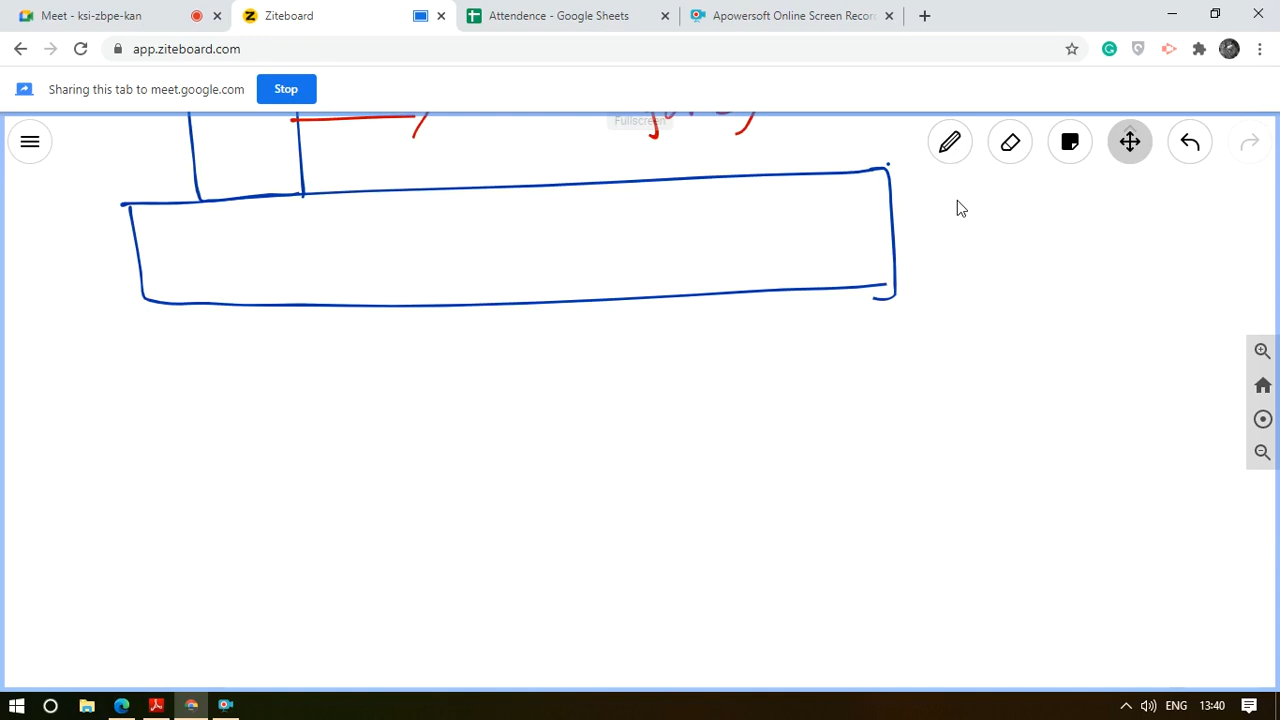 Meet - ksi-zbpe-kan
Ziteboard
Attendence - Google Sheets
Apowersoft Online Screen Recor
app.ziteboard.com
Sharing this tab to meet.google.com
Stop
Fullscreen
ENG
13:40